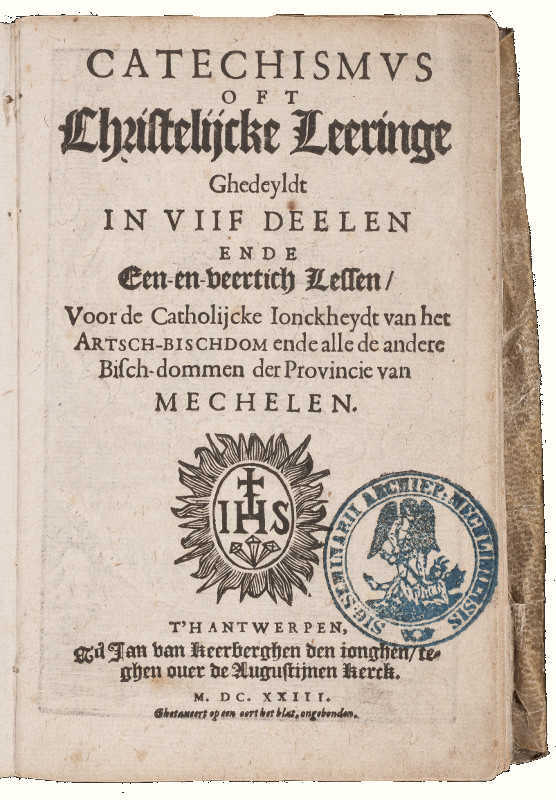 CATECHISMVS
OFT
Christelijcke Leeringe
Ghedeyldt
IN VIIF DEELEN
ENDE
Een-en-veertich Lessen/
Voor de Catholijcke Ionckheydt van het
ARTSCH-BISCHDOM ende alle de andere
Bisch-dommen der Provincie van
MECHELEN.
IHS
SIG. SEMINARII ARCHIEP. MECHLINIENSIS
T'HANTWERPEN,
By Jan van Keerberghen den ionghen/te-
ghen ouer de Augustijnen Kerck.
M. DC. XXIII.
Ghetaxeert op een oort het blat, ongebonden.